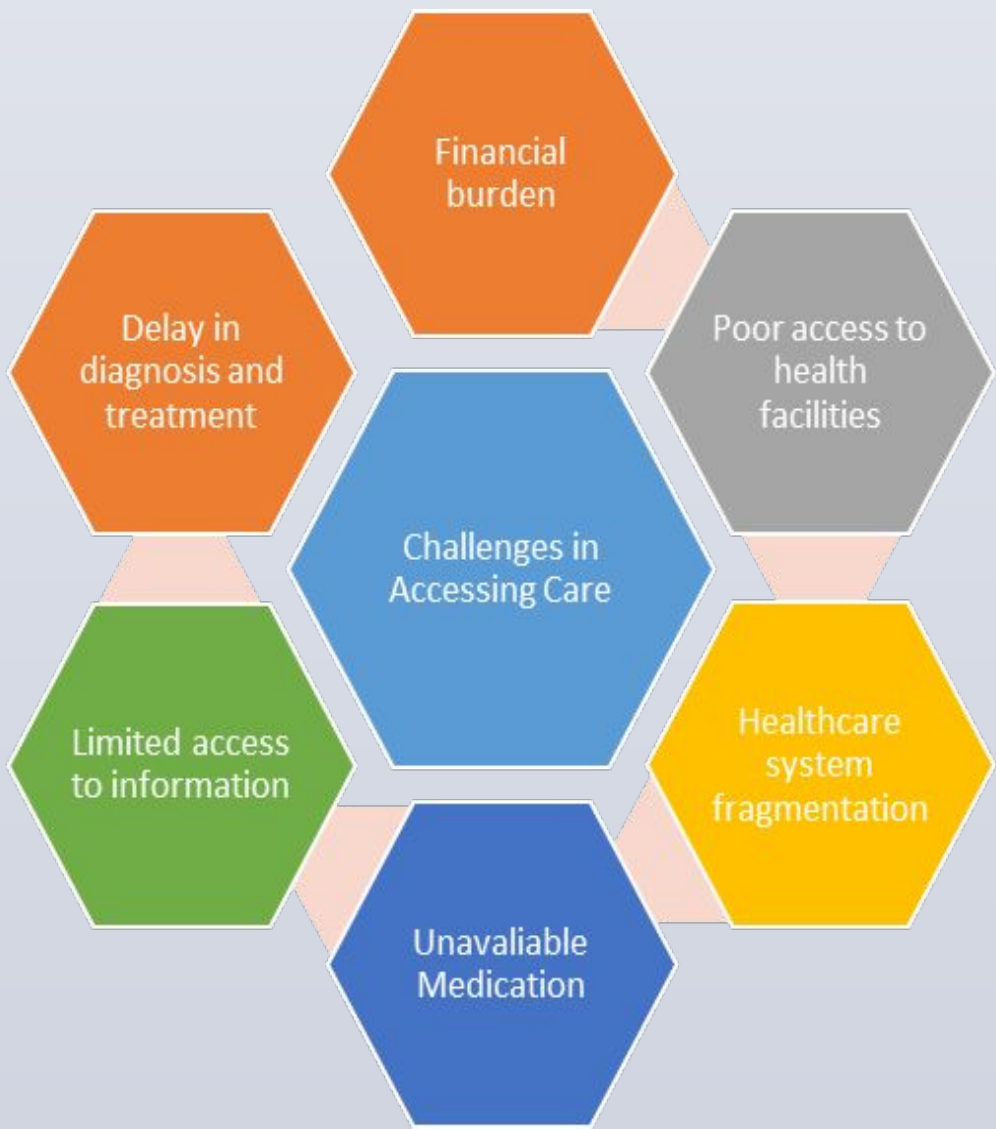 Financial
burden
Delay in
diagnosis and
treatment
Poor access to
health
facilities
Challenges in
Accessing Care
Limited access
to information
Healthcare
system
fragmentation
Unavaliable
Medication